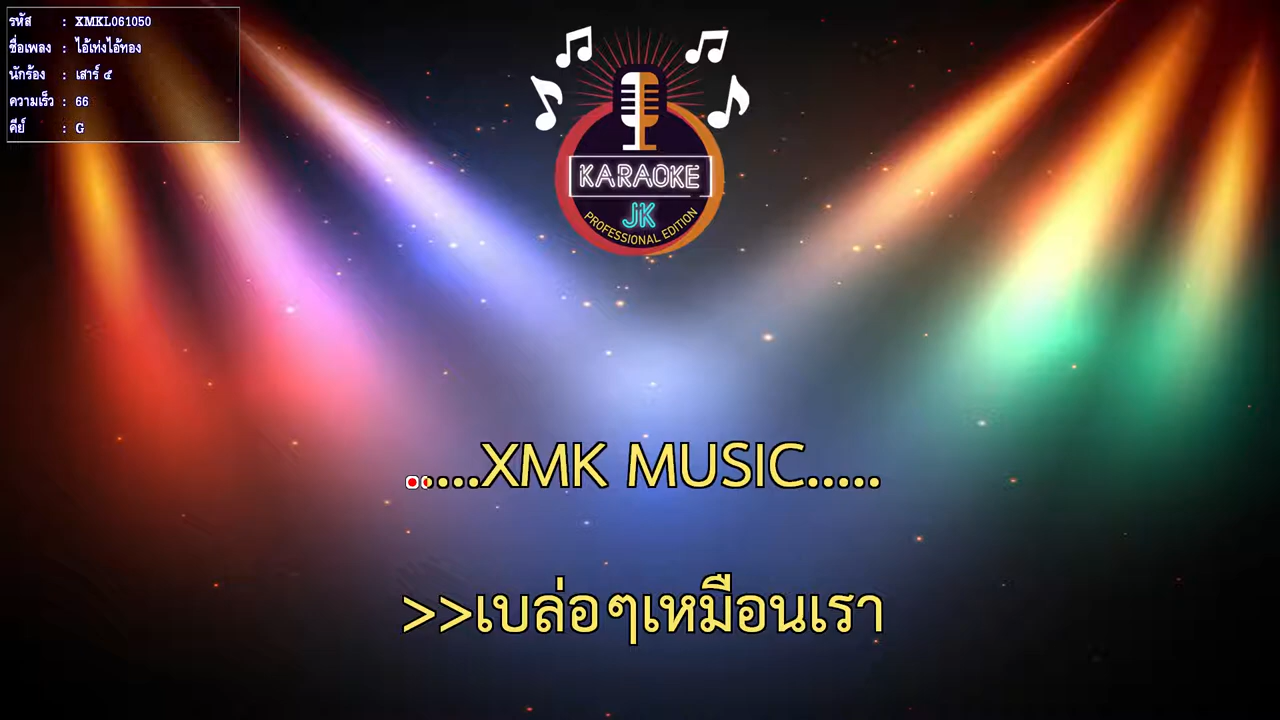 รหัส : XMKL061050
ชื่อเพลง : ไอ้เท่งไอ้ทอง
นักร้อง : เสาร์ ๕
ความเร็ว : 66
คีย์ : G
KARAOKE
JK
PROFESSIONAL EDITION
.....XMK MUSIC.....
>>เบล่อๆเหมือนเรา